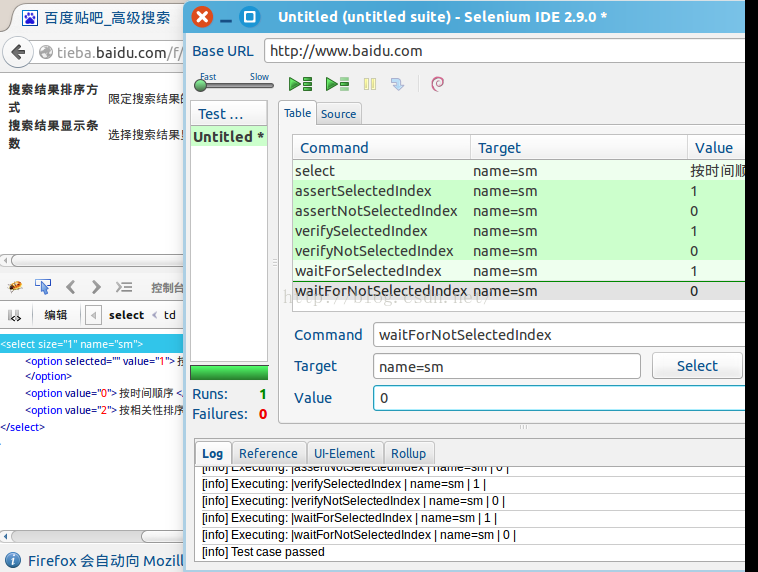 百度贴吧_高级搜索
Untitled (untitled suite) - Selenium IDE 2.9.0 *
tieba.baidu.com/f/
Base URL http://www.baidu.com
Fast Slow
搜索结果排序方式 限定搜索结果的
搜索结果显示条数 选择搜索结果
Test ...
Untitled *
Table Source
Command Target Value
select name=sm 按时间顺
assertSelectedIndex name=sm 1
assertNotSelectedIndex name=sm 0
verifySelectedIndex name=sm 1
verifyNotSelectedIndex name=sm 0
waitForSelectedIndex name=sm 1
waitForNotSelectedIndex name=sm 0
http://blog.csdn.net/
Command waitForNotSelectedIndex
Target name=sm Select
Value 0
Runs: 1
Failures: 0
控制台
编辑 select < td
<select size="1" name="sm">
<option selected="" value="1"> 按
</option>
<option value="0"> 按时间顺序 </
<option value="2"> 按相关性排序
</select>
Log Reference UI-Element Rollup
[info] Executing: |assertNotSelectedIndex | name=sm | 0 |
[info] Executing: |verifySelectedIndex | name=sm | 1 |
[info] Executing: |verifyNotSelectedIndex | name=sm | 0 |
[info] Executing: |waitForSelectedIndex | name=sm | 1 |
[info] Executing: |waitForNotSelectedIndex | name=sm | 0 |
[info] Test case passed
Firefox 会自动向 Mozill